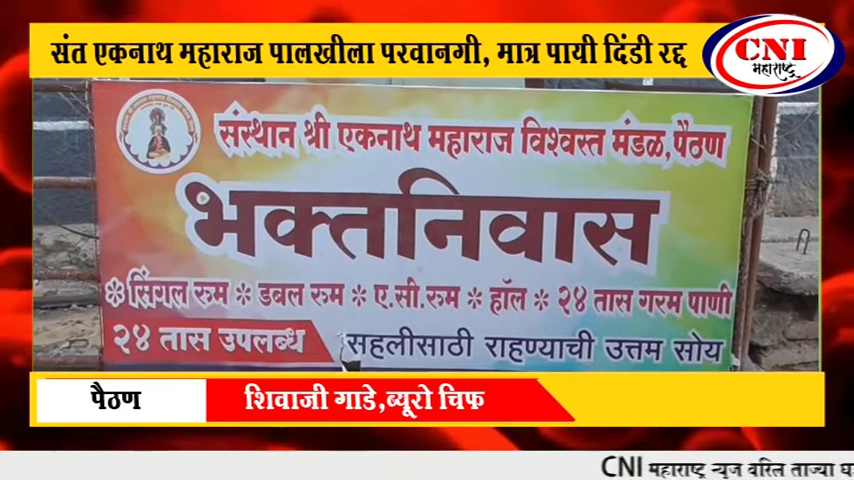 संत एकनाथ महाराज पालखीला परवानगी, मात्र पायी दिंडी रद्द
CNI
महाराष्ट्र
संस्थान श्री एकनाथ महाराज विश्वस्त मंडळ,पैठण
भक्तनिवास
❋ सिंगल रुम ❋ डबल रुम ❋ ए.सी.रुम ❋ हॉल ❋ २४ तास गरम पाणी
२४ तास उपलब्ध सहलीसाठी राहण्याची उत्तम सोय
पैठण शिवाजी गाडे,ब्यूरो चिफ
CNI महाराष्ट्र न्युज वरिल ताज्या घ